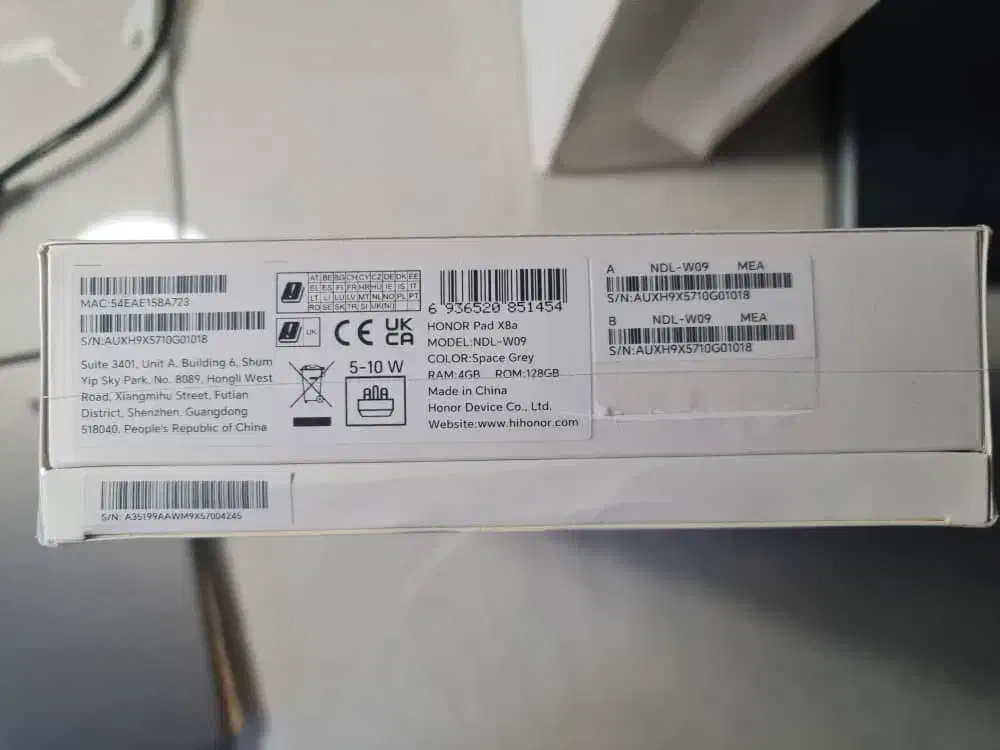 MAC:54EAE158A723
S/N:AUXH9X5710G01018
Suite 3401, Unit A, Building 6, Shum
Yip Sky Park, No. 8089, Hongli West
Road, Xiangmihu Street, Futian
District, Shenzhen, Guangdong
518040, People's Republic of China
AT BE BG CH CY CZ DE DK EE
EL ES FI FR HR HU IE IS IT
LT LI LU LV MT NL NO PL PT
RO SE SK TR SI UK(NI)
UK
CE UK
CA
5-10 W
6 936520 851454
HONOR Pad X8a
MODEL:NDL-W09
COLOR:Space Grey
RAM:4GB ROM:128GB
Made in China
Honor Device Co., Ltd.
Website:www.hihonor.com
A NDL-W09 MEA
S/N:AUXH9X5710G01018
B NDL-W09 MEA
S/N:AUXH9X5710G01018
S/N: A35199AAWM9X57004245